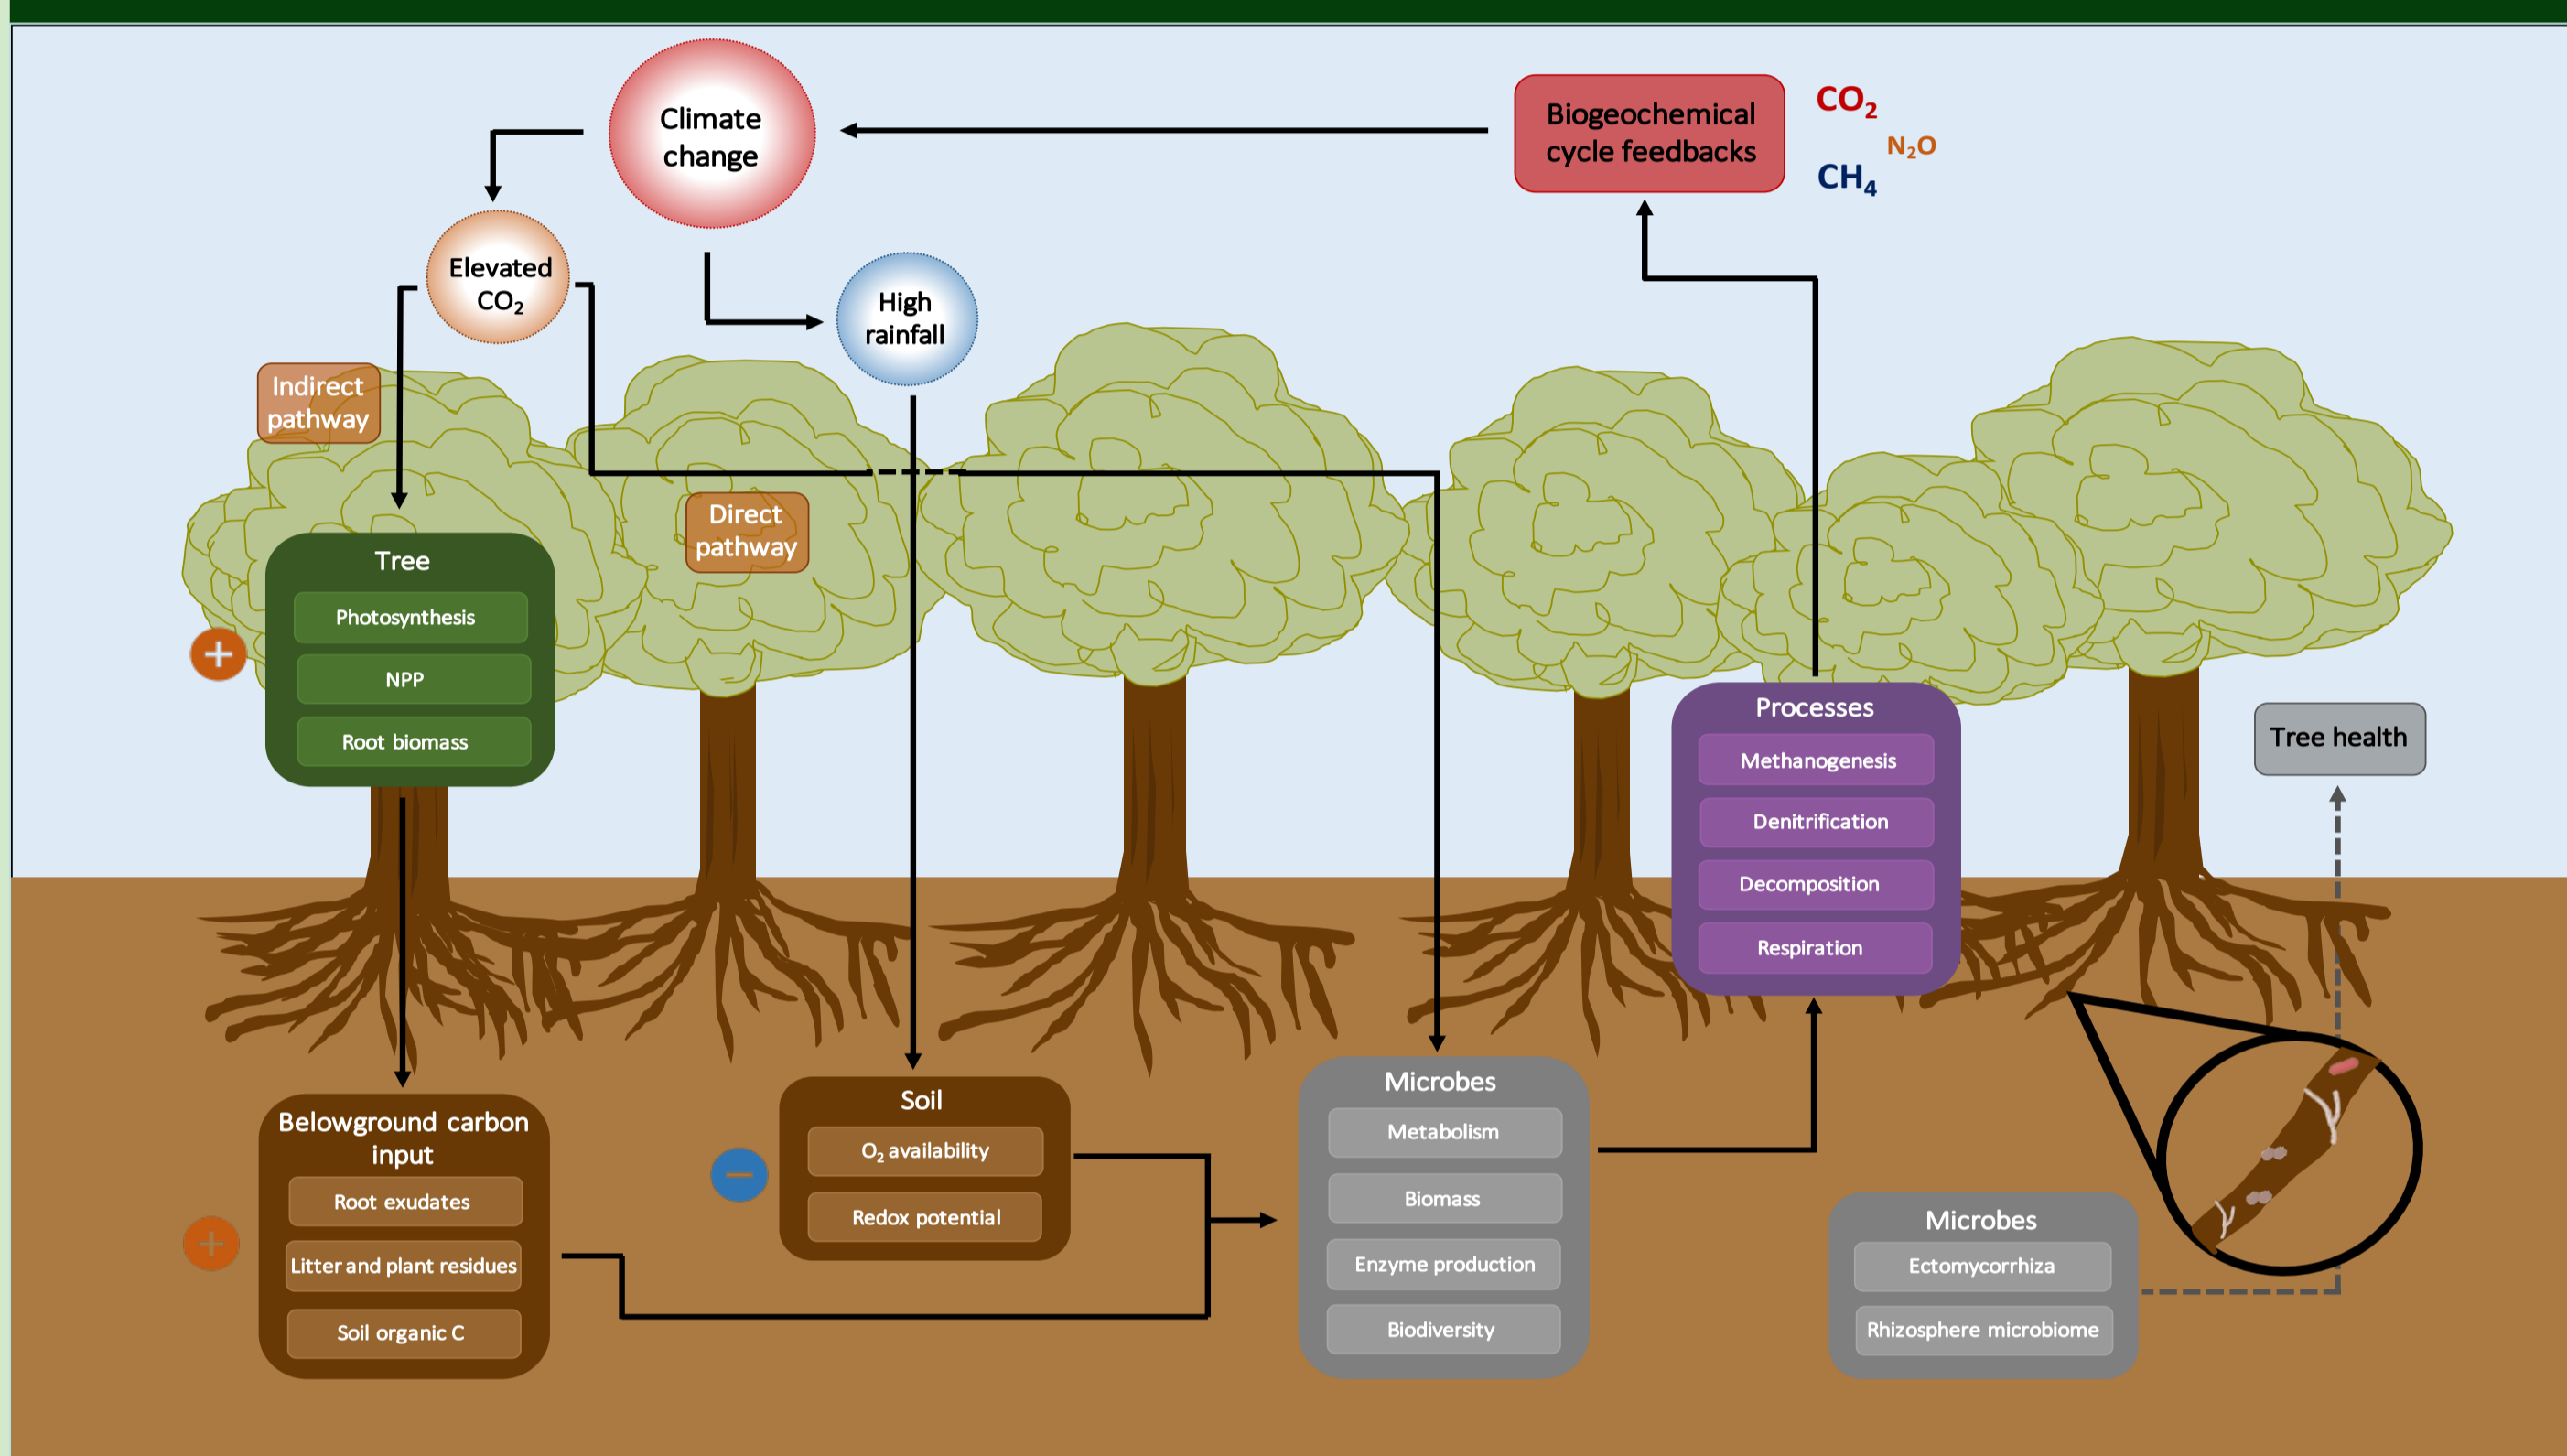 Climate
change
Biogeochemical
cycle feedbacks
CO₂
N₂O
CH₄
Elevated
CO₂
High
rainfall
Indirect
pathway
Direct
pathway
Tree
Photosynthesis
NPP
Root biomass
+
Processes
Methanogenesis
Denitrification
Decomposition
Respiration
Tree health
Belowground carbon
input
Root exudates
Litter and plant residues
Soil organic C
+
Soil
O₂ availability
Redox potential
−
Microbes
Metabolism
Biomass
Enzyme production
Biodiversity
Microbes
Ectomycorrhiza
Rhizosphere microbiome